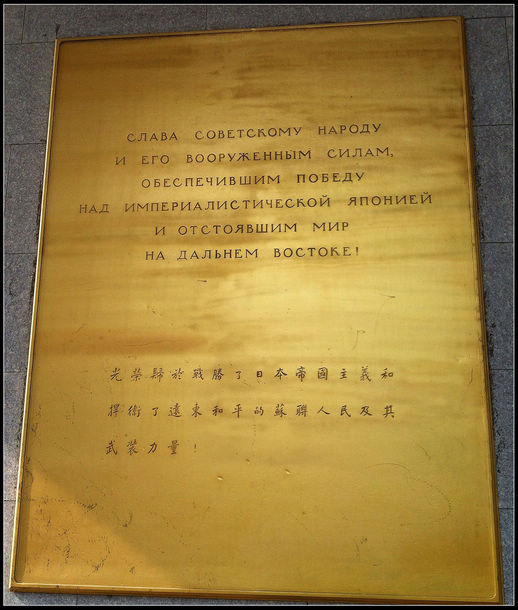 СЛАВА СОВЕТСКОМУ НАРОДУ
И ЕГО ВООРУЖЕННЫМ СИЛАМ,
ОБЕСПЕЧИВШИМ ПОБЕДУ
НАД ИМПЕРИАЛИСТИЧЕСКОЙ ЯПОНИЕЙ
И ОТСТОЯВШИМ МИР
НА ДАЛЬНЕМ ВОСТОКЕ!
光榮歸於戰勝了日本帝國主義和
捍衛了遠東和平的蘇聯人民及其
武裝力量！